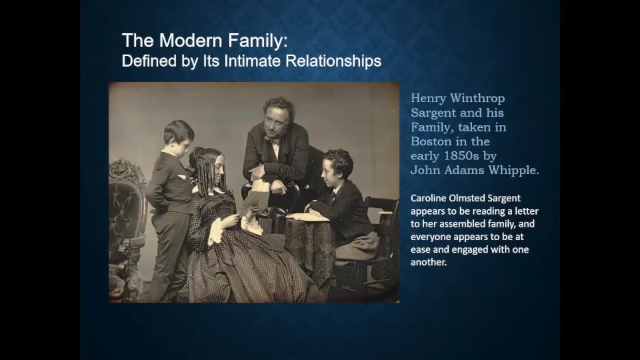 The Modern Family:
Defined by Its Intimate Relationships
Henry Winthrop
Sargent and his
Family, taken in
Boston in the
early 1850s by
John Adams Whipple.
Caroline Olmsted Sargent
appears to be reading a letter
to her assembled family, and
everyone appears to be at
ease and engaged with one
another.